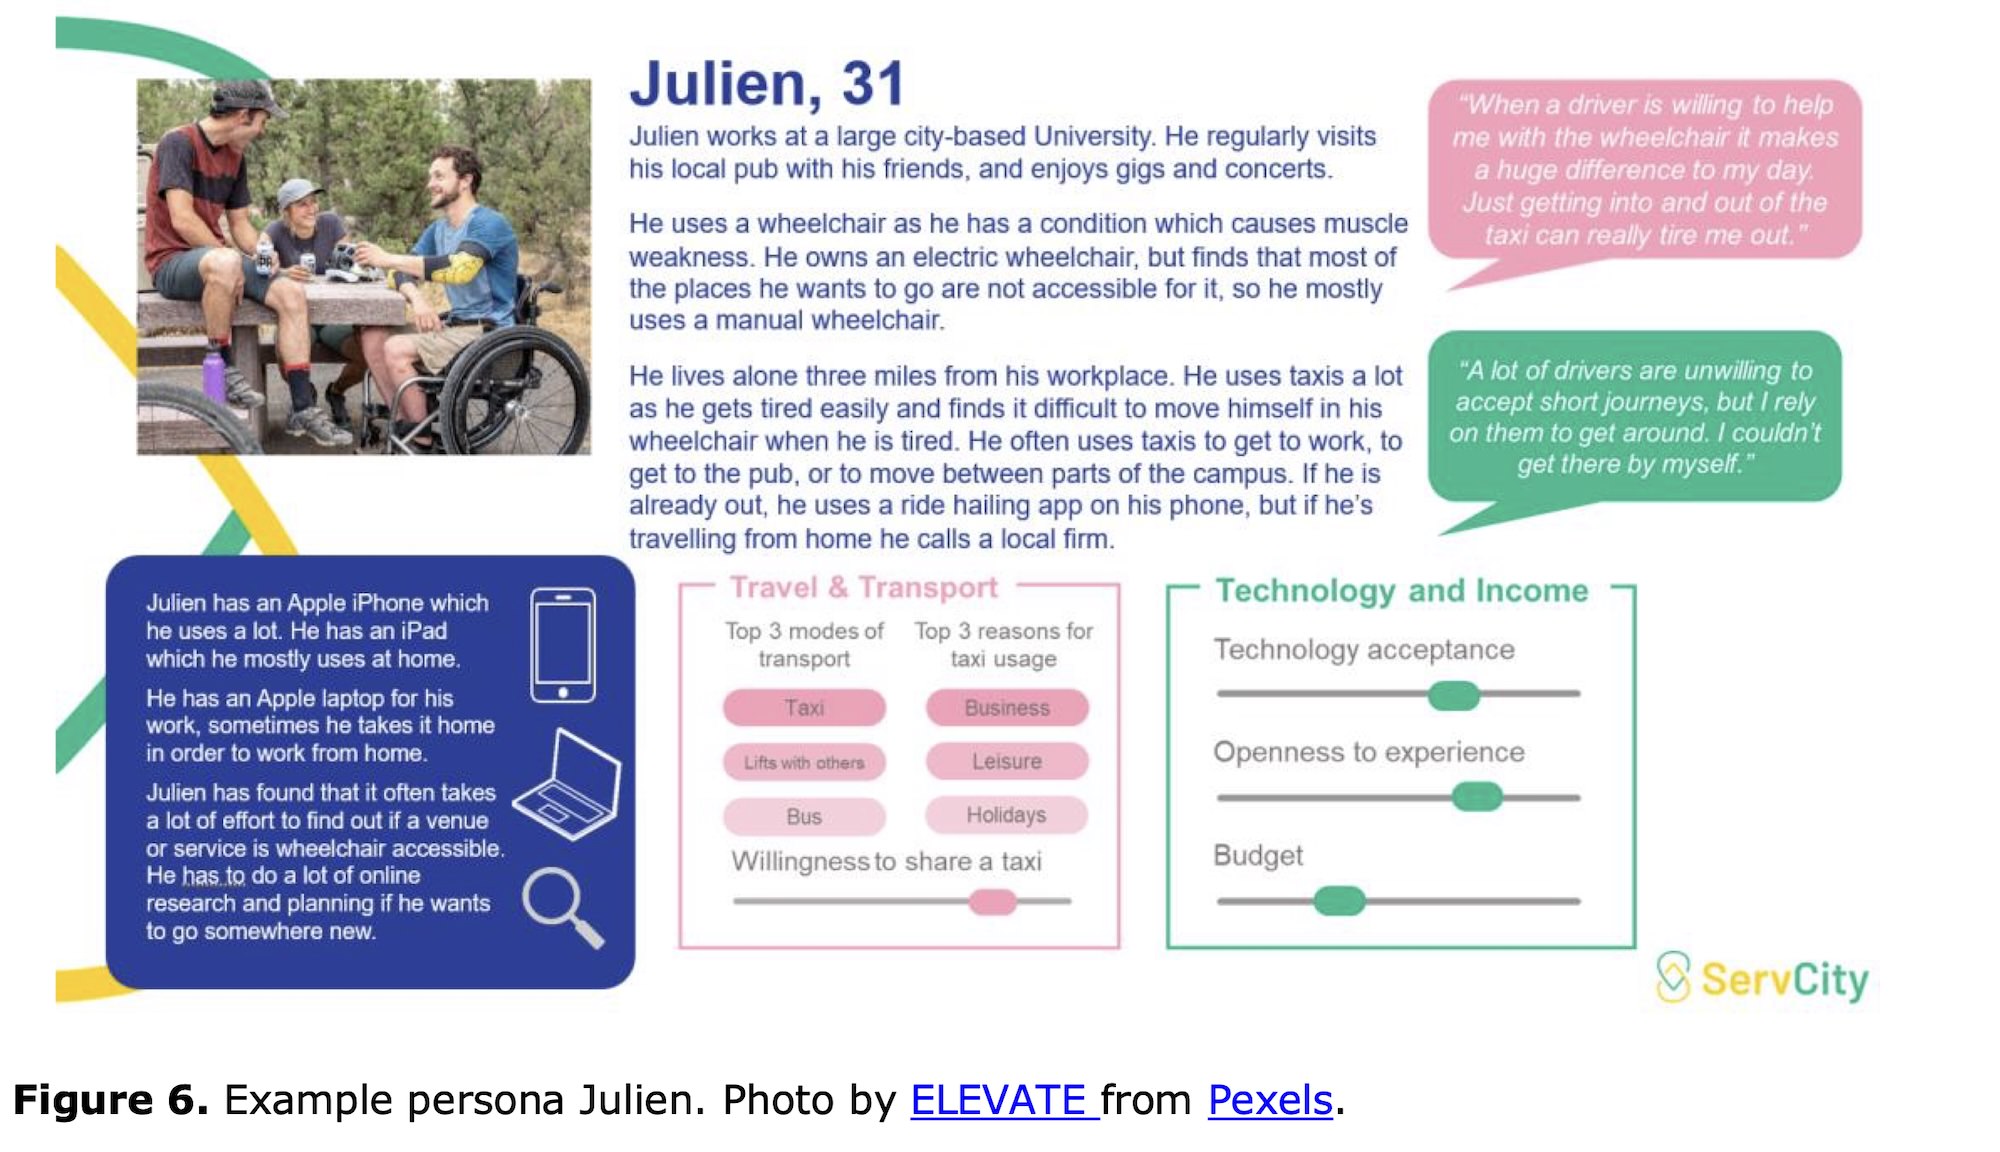 Julien, 31
Julien works at a large city-based University. He regularly visits
his local pub with his friends, and enjoys gigs and concerts.
He uses a wheelchair as he has a condition which causes muscle
weakness. He owns an electric wheelchair, but finds that most of
the places he wants to go are not accessible for it, so he mostly
uses a manual wheelchair.
He lives alone three miles from his workplace. He uses taxis a lot
as he gets tired easily and finds it difficult to move himself in his
wheelchair when he is tired. He often uses taxis to get to work, to
get to the pub, or to move between parts of the campus. If he is
already out, he uses a ride hailing app on his phone, but if he's
travelling from home he calls a local firm.
“When a driver is willing to help
me with the wheelchair it makes
a huge difference to my day.
Just getting into and out of the
taxi can really tire me out.”
“A lot of drivers are unwilling to
accept short journeys, but I rely
on them to get around. I couldn't
get there by myself.”
Julien has an Apple iPhone which
he uses a lot. He has an iPad
which he mostly uses at home.
He has an Apple laptop for his
work, sometimes he takes it home
in order to work from home.
Julien has found that it often takes
a lot of effort to find out if a venue
or service is wheelchair accessible.
He has to do a lot of online
research and planning if he wants
to go somewhere new.
Travel & Transport
Top 3 modes of
transport
Taxi
Lifts with others
Bus
Top 3 reasons for
taxi usage
Business
Leisure
Holidays
Willingness to share a taxi
Technology and Income
Technology acceptance
Openness to experience
Budget
ServCity
Figure 6. Example persona Julien. Photo by ELEVATE from Pexels.